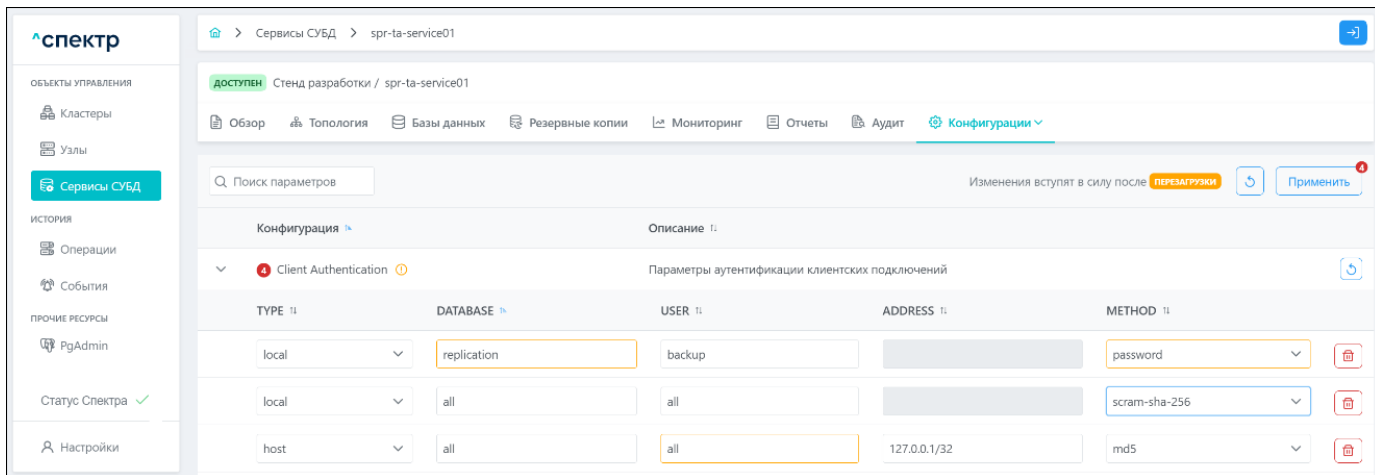 ^спектр
Сервисы СУБД > spr-ta-service01
ОБЪЕКТЫ УПРАВЛЕНИЯ
Кластеры
Узлы
Сервисы СУБД
ИСТОРИЯ
Операции
События
ПРОЧИЕ РЕСУРСЫ
PgAdmin
Статус Спектра
Настройки
ДОСТУПЕН Стенд разработки / spr-ta-service01
Обзор Топология Базы данных Резервные копии Мониторинг Отчеты Аудит Конфигурации
Поиск параметров Изменения вступят в силу после ПЕРЕЗАГРУЗКИ Применить 4
Конфигурация Описание
4 Client Authentication Параметры аутентификации клиентских подключений
TYPE DATABASE USER ADDRESS METHOD
local replication backup password
local all all scram-sha-256
host all all 127.0.0.1/32 md5